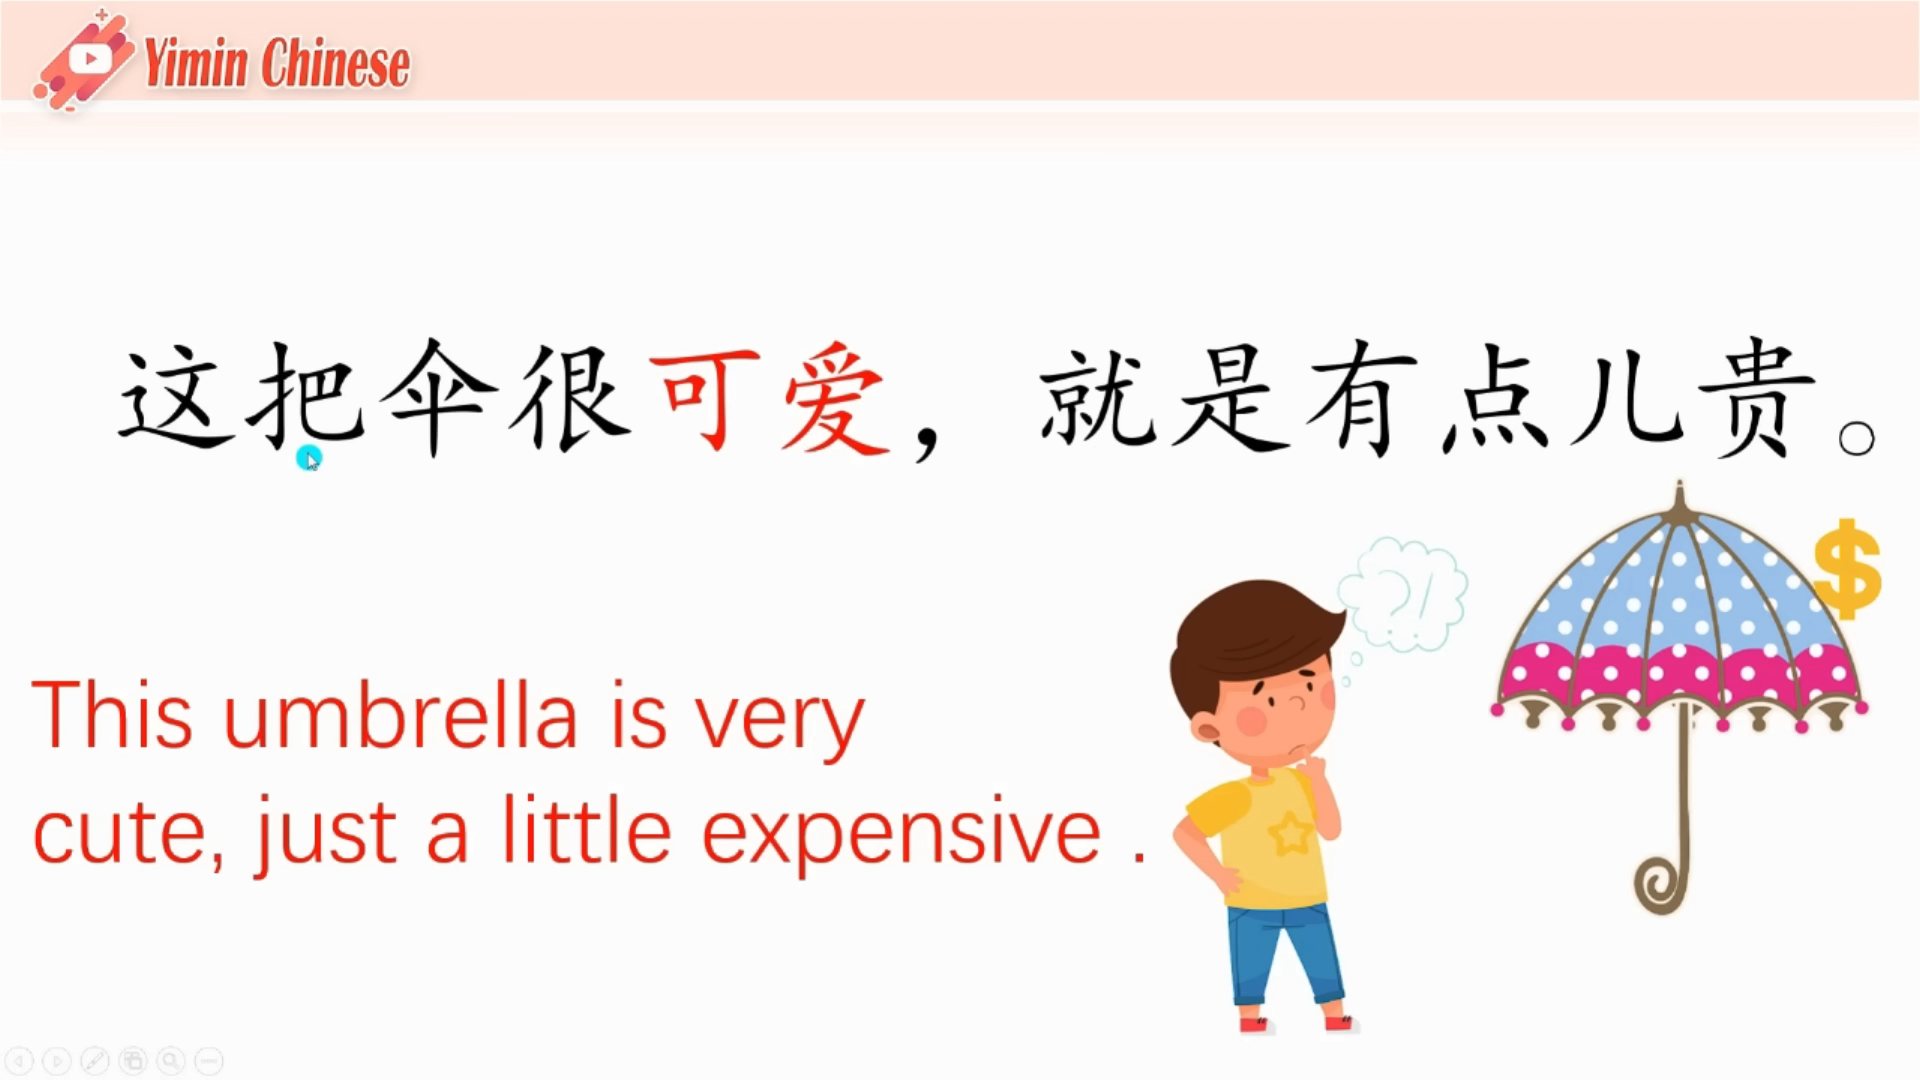 Yimin Chinese
这把伞很可爱，就是有点儿贵。
This umbrella is very
cute, just a little expensive .
$